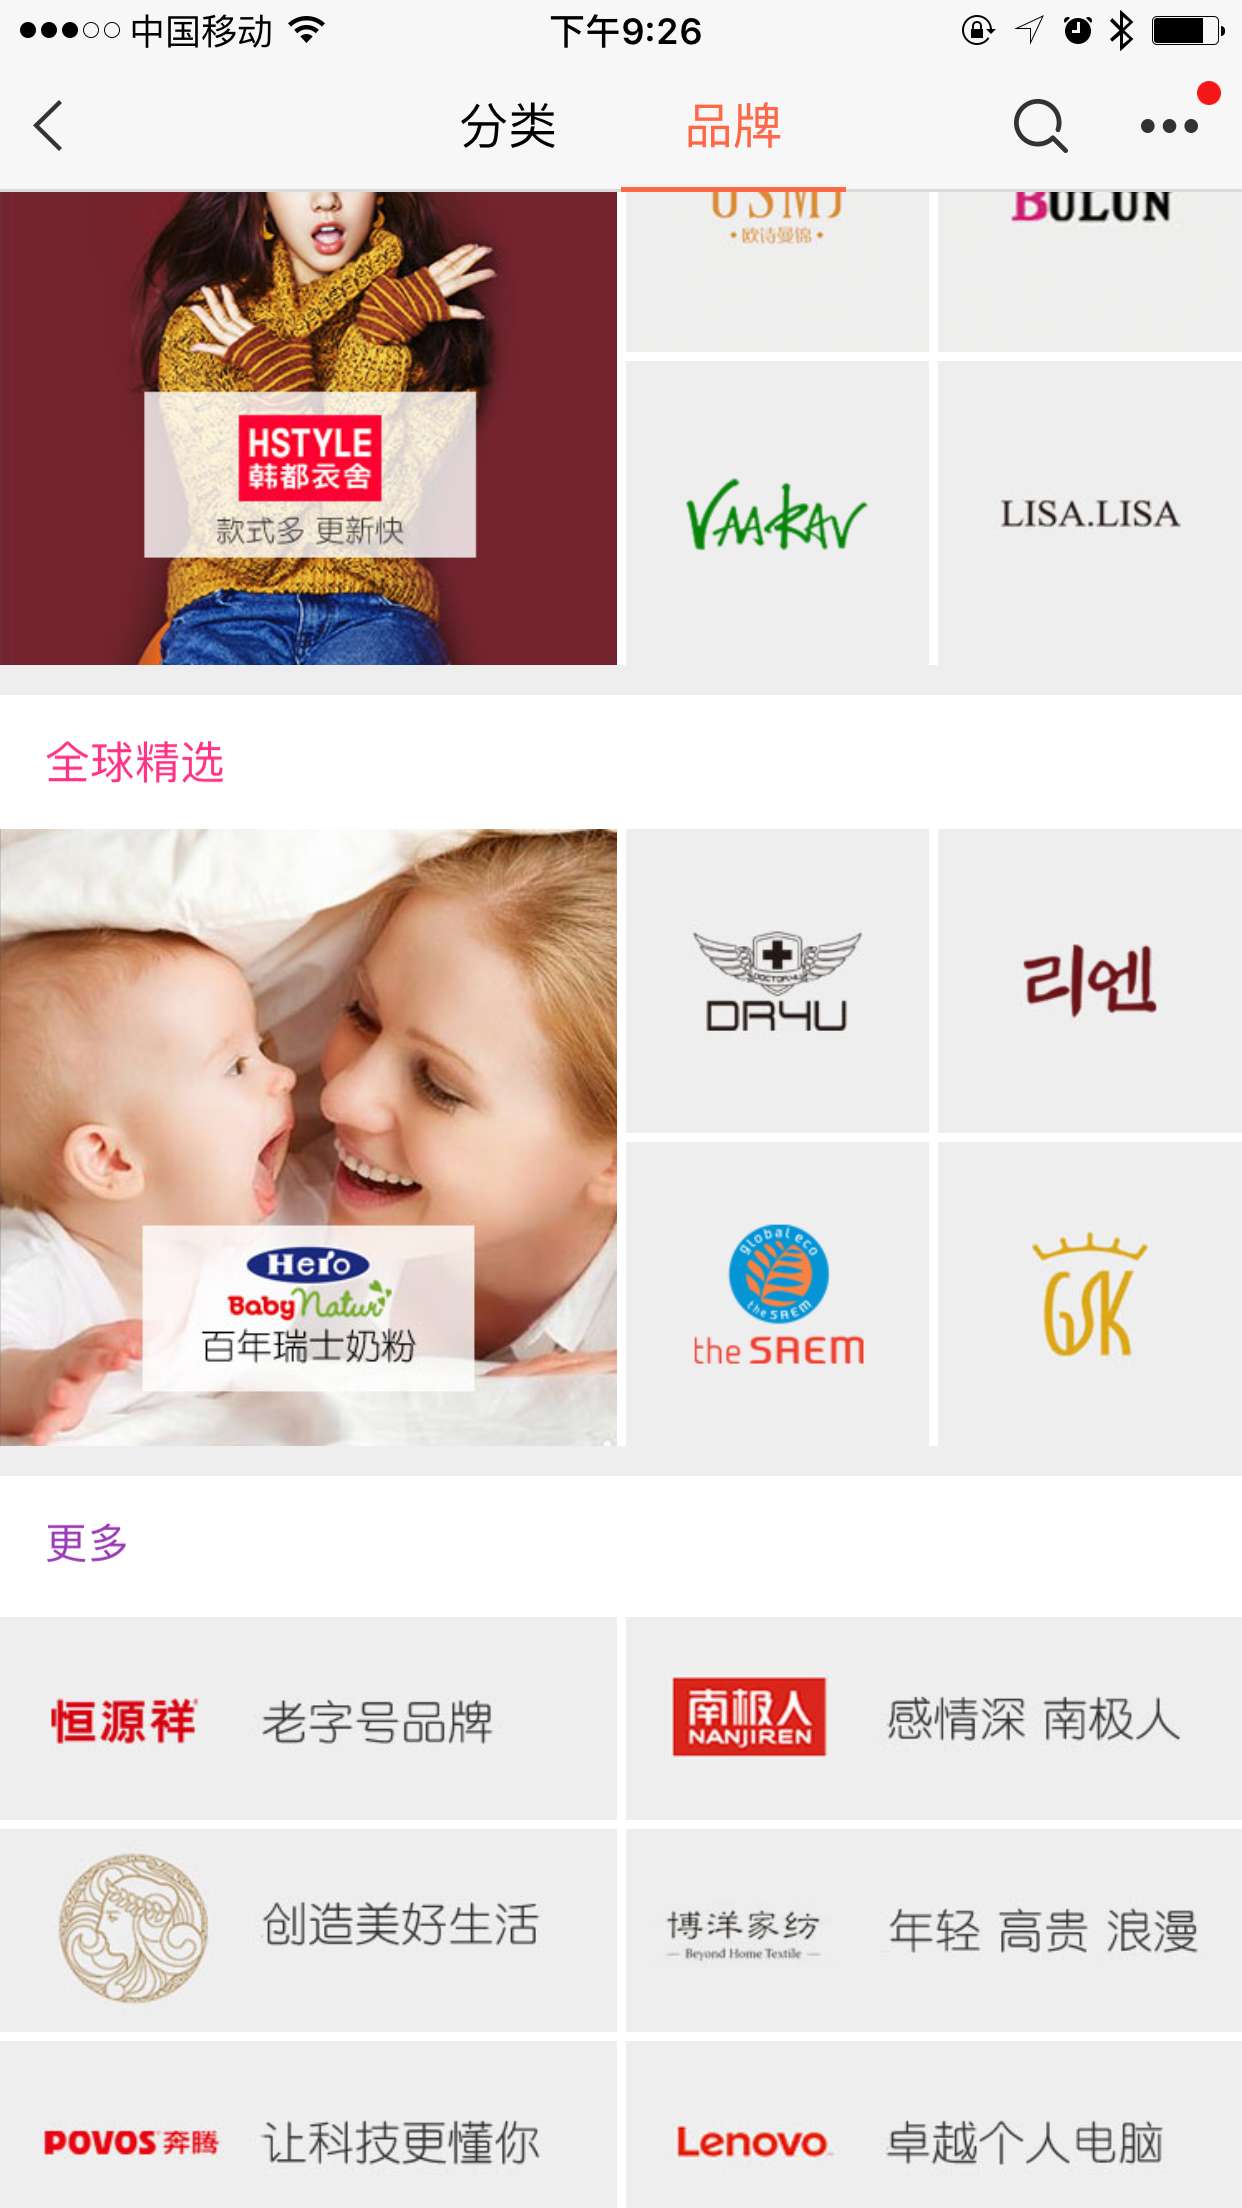 中国移动
下午9:26
分类
品牌
欧诗曼锦
BULUN
HSTYLE
韩都衣舍
款式多 更新快
VAAKAV
LISA.LISA
全球精选
Hero
Baby Natur
百年瑞士奶粉
DOCTOR4U
DR4U
리엔
global eco
the SAEM
the SAEM
GSK
更多
恒源祥
老字号品牌
南极人
NANJIREN
感情深 南极人
创造美好生活
博洋家纺
Beyond Home Textile
年轻 高贵 浪漫
POVOS 奔腾
让科技更懂你
Lenovo
卓越个人电脑